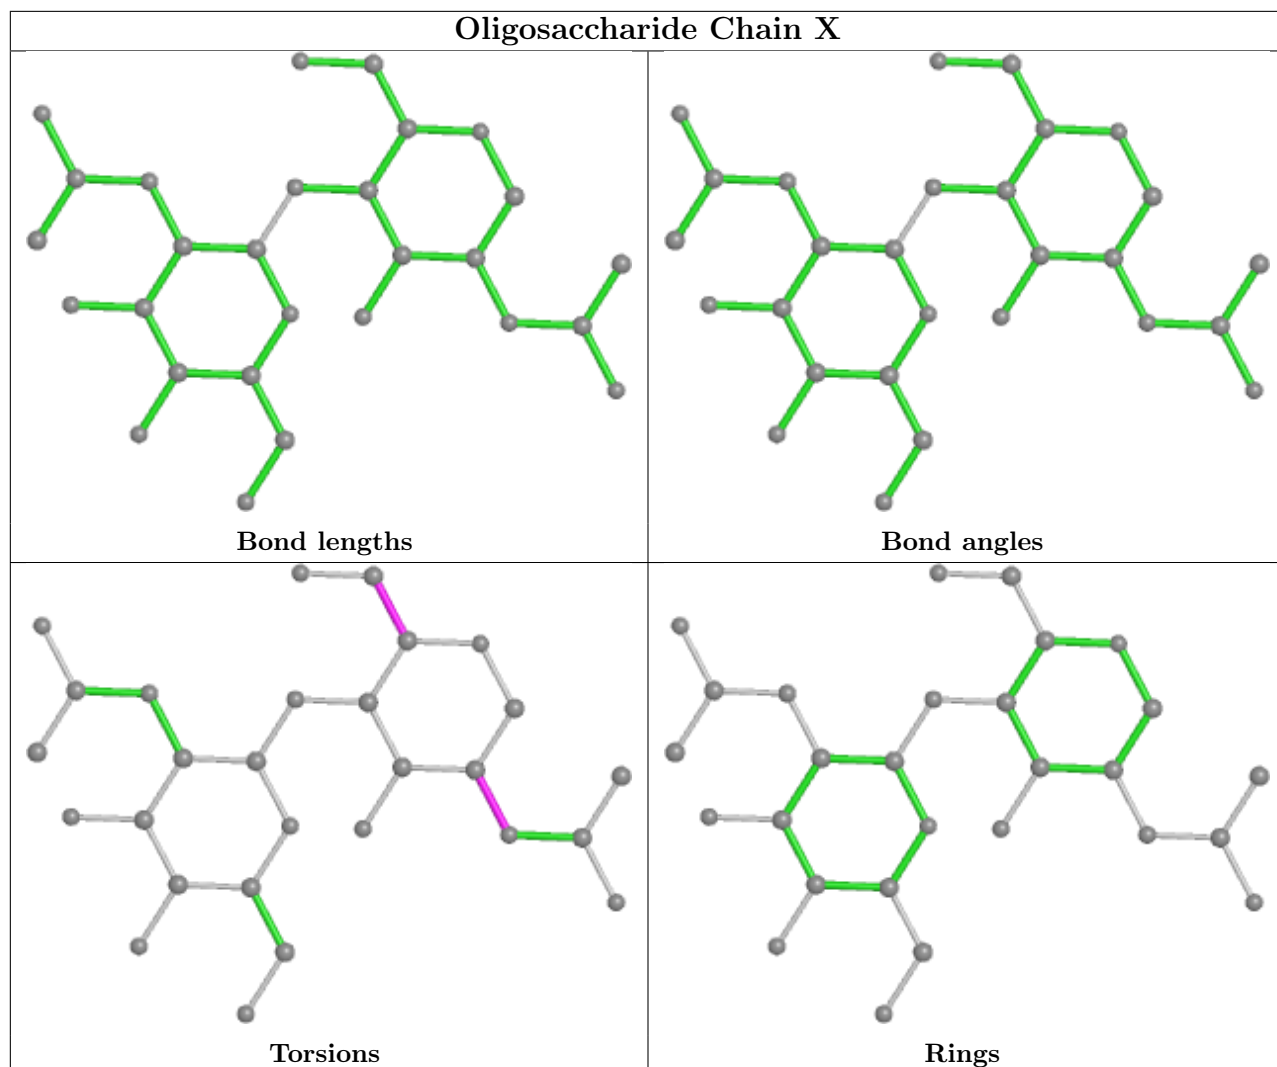 Oligosaccharide Chain X
Bond lengths
Bond angles
Torsions
Rings